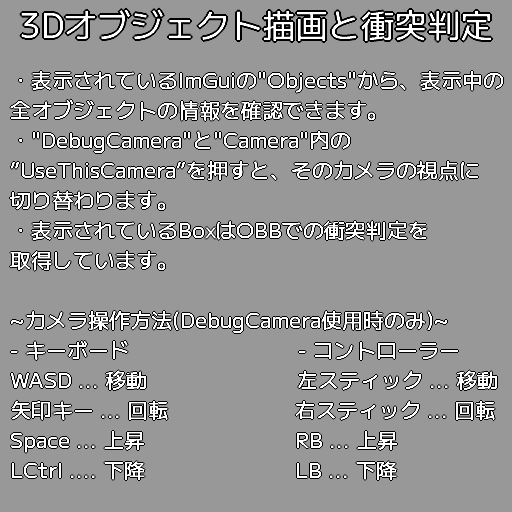 3Dオブジェクト描画と衝突判定
・表示されているImGuiの"Objects"から、表示中の
全オブジェクトの情報を確認できます。
・"DebugCamera"と"Camera"内の
”UseThisCamera”を押すと、そのカメラの視点に
切り替わります。
・表示されているBoxはOBBでの衝突判定を
取得しています。
~カメラ操作方法(DebugCamera使用時のみ)~
- キーボード - コントローラー
WASD ... 移動 左スティック ... 移動
矢印キー ... 回転 右スティック ... 回転
Space ... 上昇 RB ... 上昇
LCtrl .... 下降 LB ... 下降